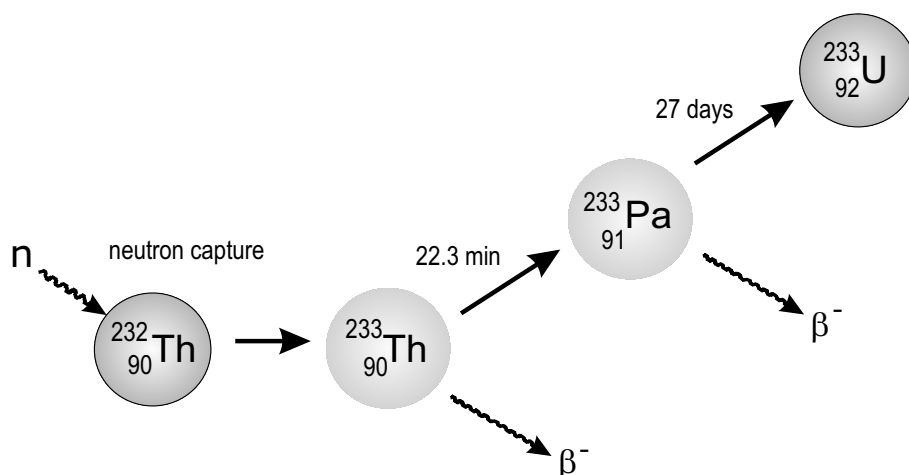 233
92U
27 days
233
91Pa
n
neutron capture
22.3 min
β-
232
90Th
233
90Th
β-